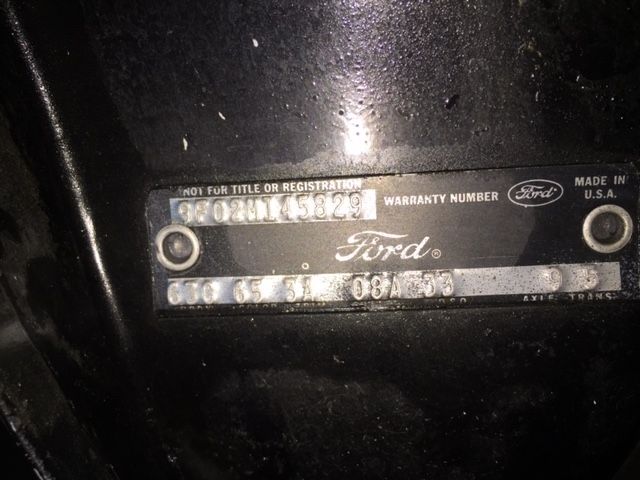 NOT FOR TITLE OR REGISTRATION
9F02M145829
WARRANTY NUMBER
Ford
MADE IN
U.S.A.
Ford®
63C 65 3A 08A 33 9 5
DSO AXLE TRANS